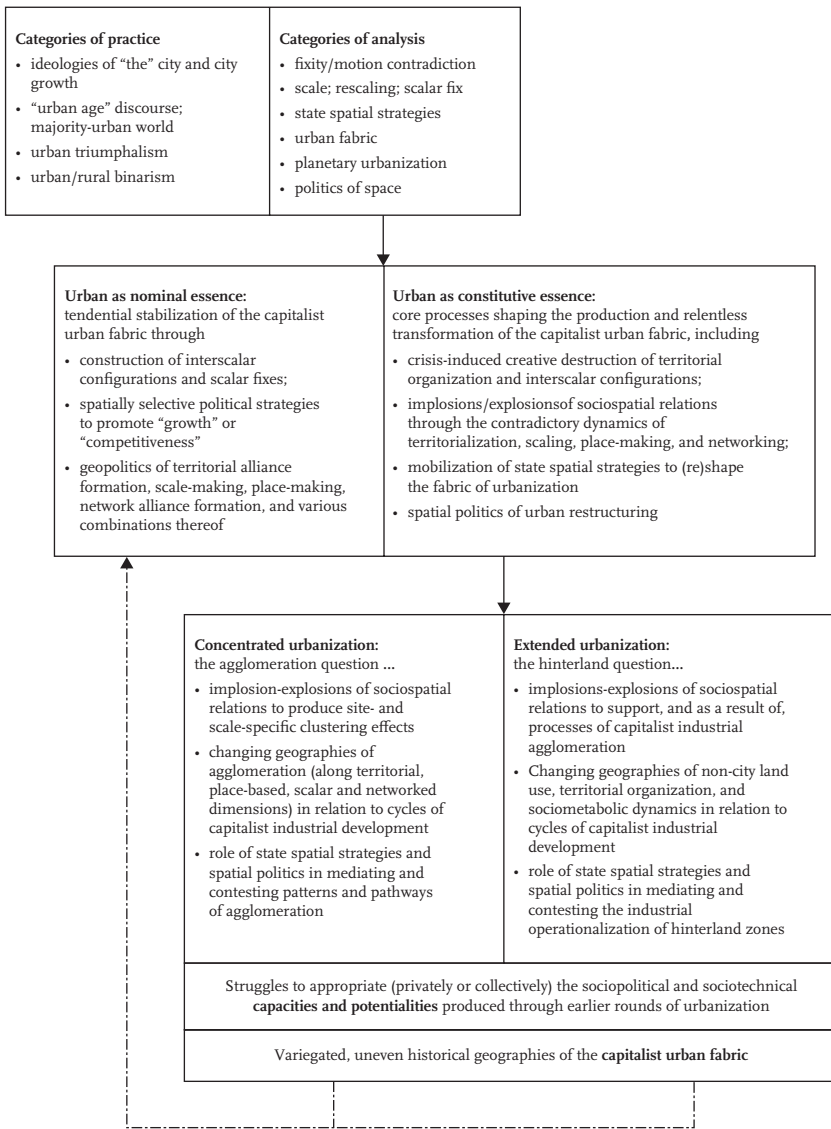 Categories of practice
• ideologies of “the” city and city
growth
• “urban age” discourse;
majority-urban world
• urban triumphalism
• urban/rural binarism
Categories of analysis
• fixity/motion contradiction
• scale; rescaling; scalar fix
• state spatial strategies
• urban fabric
• planetary urbanization
• politics of space
Urban as nominal essence:
tendential stabilization of the capitalist
urban fabric through
• construction of interscalar
configurations and scalar fixes;
• spatially selective political strategies
to promote “growth” or
“competitiveness”
• geopolitics of territorial alliance
formation, scale-making, place-making,
network alliance formation, and various
combinations thereof
Urban as constitutive essence:
core processes shaping the production and relentless
transformation of the capitalist urban fabric, including
• crisis-induced creative destruction of territorial
organization and interscalar configurations;
• implosions/explosionsof sociospatial relations
through the contradictory dynamics of
territorialization, scaling, place-making, and networking;
• mobilization of state spatial strategies to (re)shape
the fabric of urbanization
• spatial politics of urban restructuring
Concentrated urbanization:
the agglomeration question ...
• implosion-explosions of sociospatial
relations to produce site- and
scale-specific clustering effects
• changing geographies of
agglomeration (along territorial,
place-based, scalar and networked
dimensions) in relation to cycles of
capitalist industrial development
• role of state spatial strategies and
spatial politics in mediating and
contesting patterns and pathways
of agglomeration
Extended urbanization:
the hinterland question...
• implosions-explosions of sociospatial
relations to support, and as a result of,
processes of capitalist industrial
agglomeration
• Changing geographies of non-city land
use, territorial organization, and
sociometabolic dynamics in relation to
cycles of capitalist industrial
development
• role of state spatial strategies and
spatial politics in mediating and
contesting the industrial
operationalization of hinterland zones
Struggles to appropriate (privately or collectively) the sociopolitical and sociotechnical
capacities and potentialities produced through earlier rounds of urbanization
Variegated, uneven historical geographies of the capitalist urban fabric